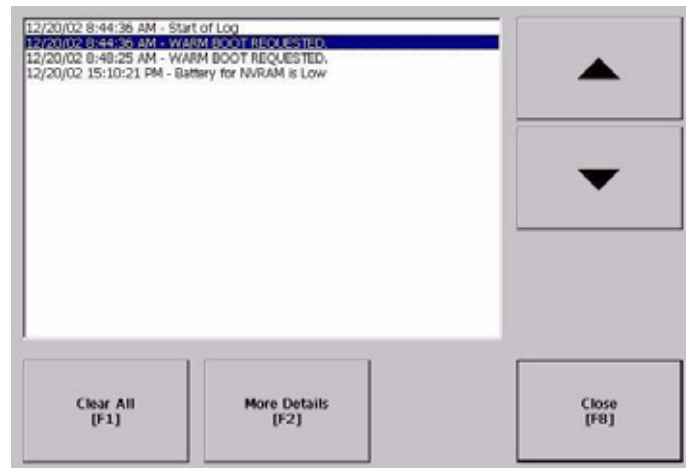 12/20/02 8:44:36 AM - Start of Log
12/20/02 8:44:36 AM - WARM BOOT REQUESTED.
12/20/02 8:48:25 AM - WARM BOOT REQUESTED.
12/20/02 15:10:21 PM - Battery for NVRAM is Low
Clear All
[F1]
More Details
[F2]
Close
[F8]